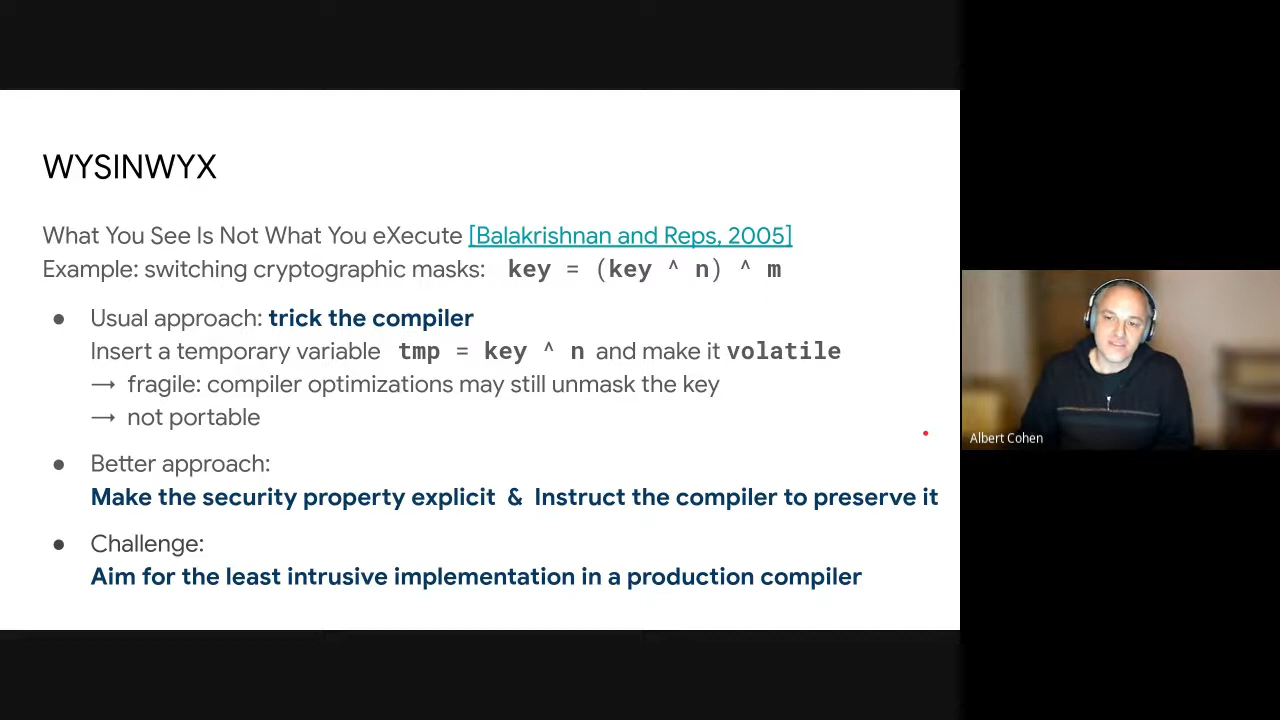 WYSINWYX
What You See Is Not What You eXecute [Balakrishnan and Reps, 2005]
Example: switching cryptographic masks: key = (key ^ n) ^ m
● Usual approach: trick the compiler
Insert a temporary variable tmp = key ^ n and make it volatile
→ fragile: compiler optimizations may still unmask the key
→ not portable
● Better approach:
Make the security property explicit & Instruct the compiler to preserve it
● Challenge:
Aim for the least intrusive implementation in a production compiler
Albert Cohen